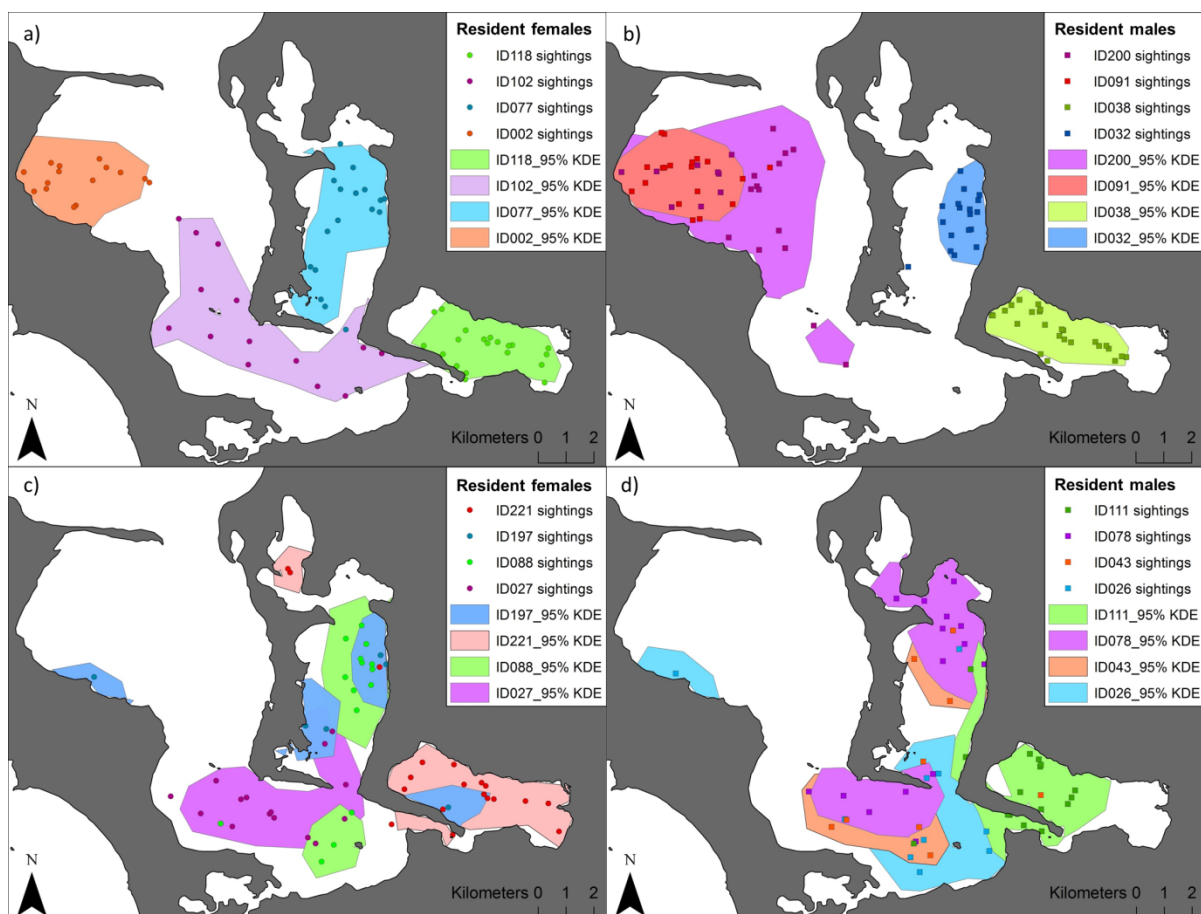 a)
Resident females
ID118 sightings
ID102 sightings
ID077 sightings
ID002 sightings
ID118_95% KDE
ID102_95% KDE
ID077_95% KDE
ID002_95% KDE
N
Kilometers 0 1 2
b)
Resident males
ID200 sightings
ID091 sightings
ID038 sightings
ID032 sightings
ID200_95% KDE
ID091_95% KDE
ID038_95% KDE
ID032_95% KDE
N
Kilometers 0 1 2
c)
Resident females
ID221 sightings
ID197 sightings
ID088 sightings
ID027 sightings
ID197_95% KDE
ID221_95% KDE
ID088_95% KDE
ID027_95% KDE
N
Kilometers 0 1 2
d)
Resident males
ID111 sightings
ID078 sightings
ID043 sightings
ID026 sightings
ID111_95% KDE
ID078_95% KDE
ID043_95% KDE
ID026_95% KDE
N
Kilometers 0 1 2